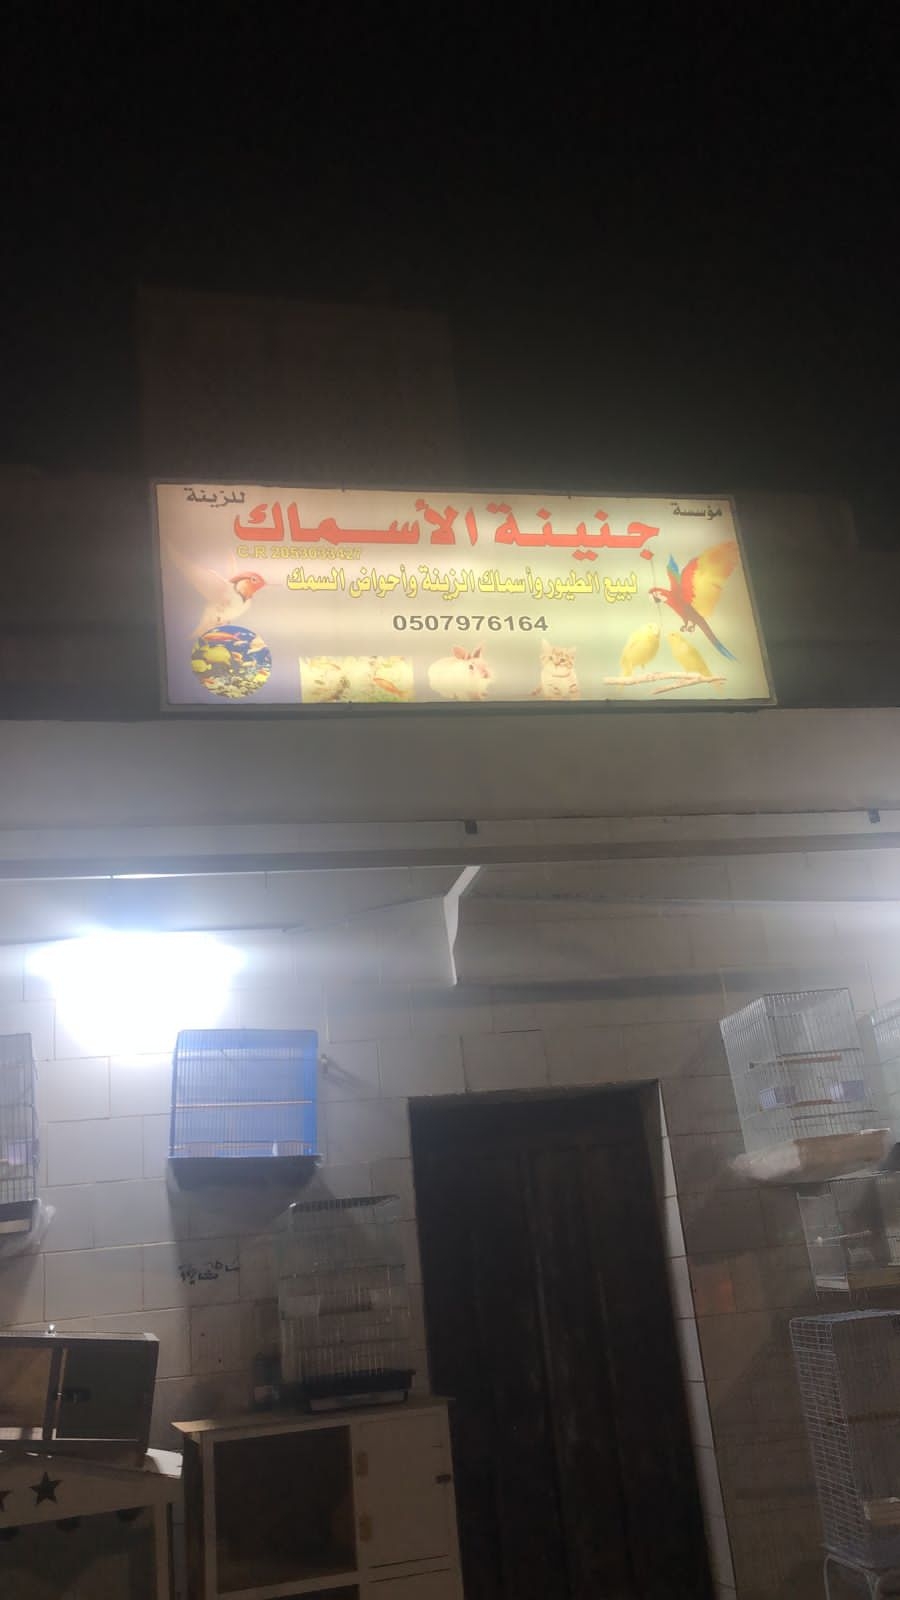 مؤسسة جنينة الأسماك للزينة
C.R 2053033427
لبيع الطيور وأسماك الزينة وأحواض السمك
0507976164